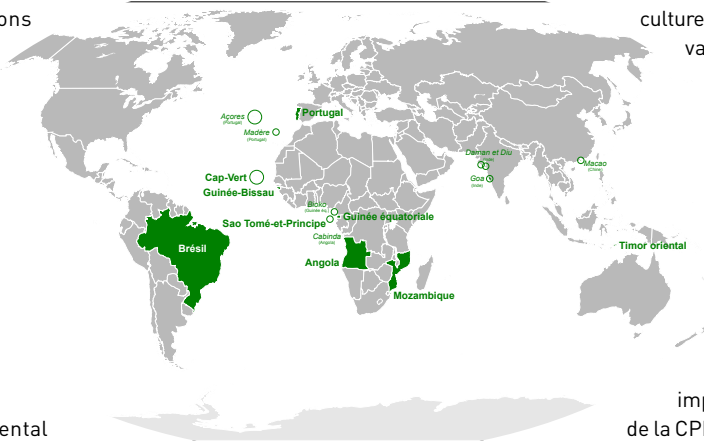 ons
culture
va
Açores
(Portugal)
Portugal
Madère
(Portugal)
Daman et Diu
(Inde)
Macao
(Chine)
Cap-Vert
Goa
(Inde)
Guinée-Bissau
Bioko
(Guinée éq.)
Guinée équatoriale
Sao Tomé-et-Principe
Cabinda
(Angola)
Brésil
Timor oriental
Angola
Mozambique
imp
ental
de la CPL